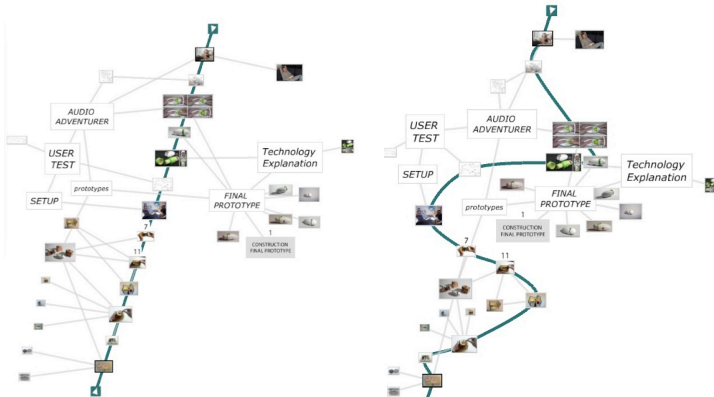 AUDIO
ADVENTURER
USER
TEST
Technology
Explanation
prototypes
SETUP
FINAL
PROTOTYPE
7
1
CONSTRUCTION
FINAL PROTOTYPE
11
AUDIO
ADVENTURER
USER
TEST
Technology
Explanation
SETUP
FINAL
PROTOTYPE
prototypes
1
CONSTRUCTION
FINAL PROTOTYPE
7
11